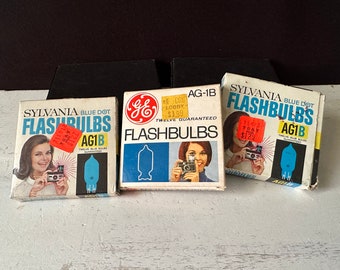 SYLVANIA
BLUE DOT
FLASHBULBS
AG1B
GE
AG-1B
TWELVE GUARANTEED
FLASHBULBS
SYLVANIA
BLUE DOT
FLASHBULBS
AG1B